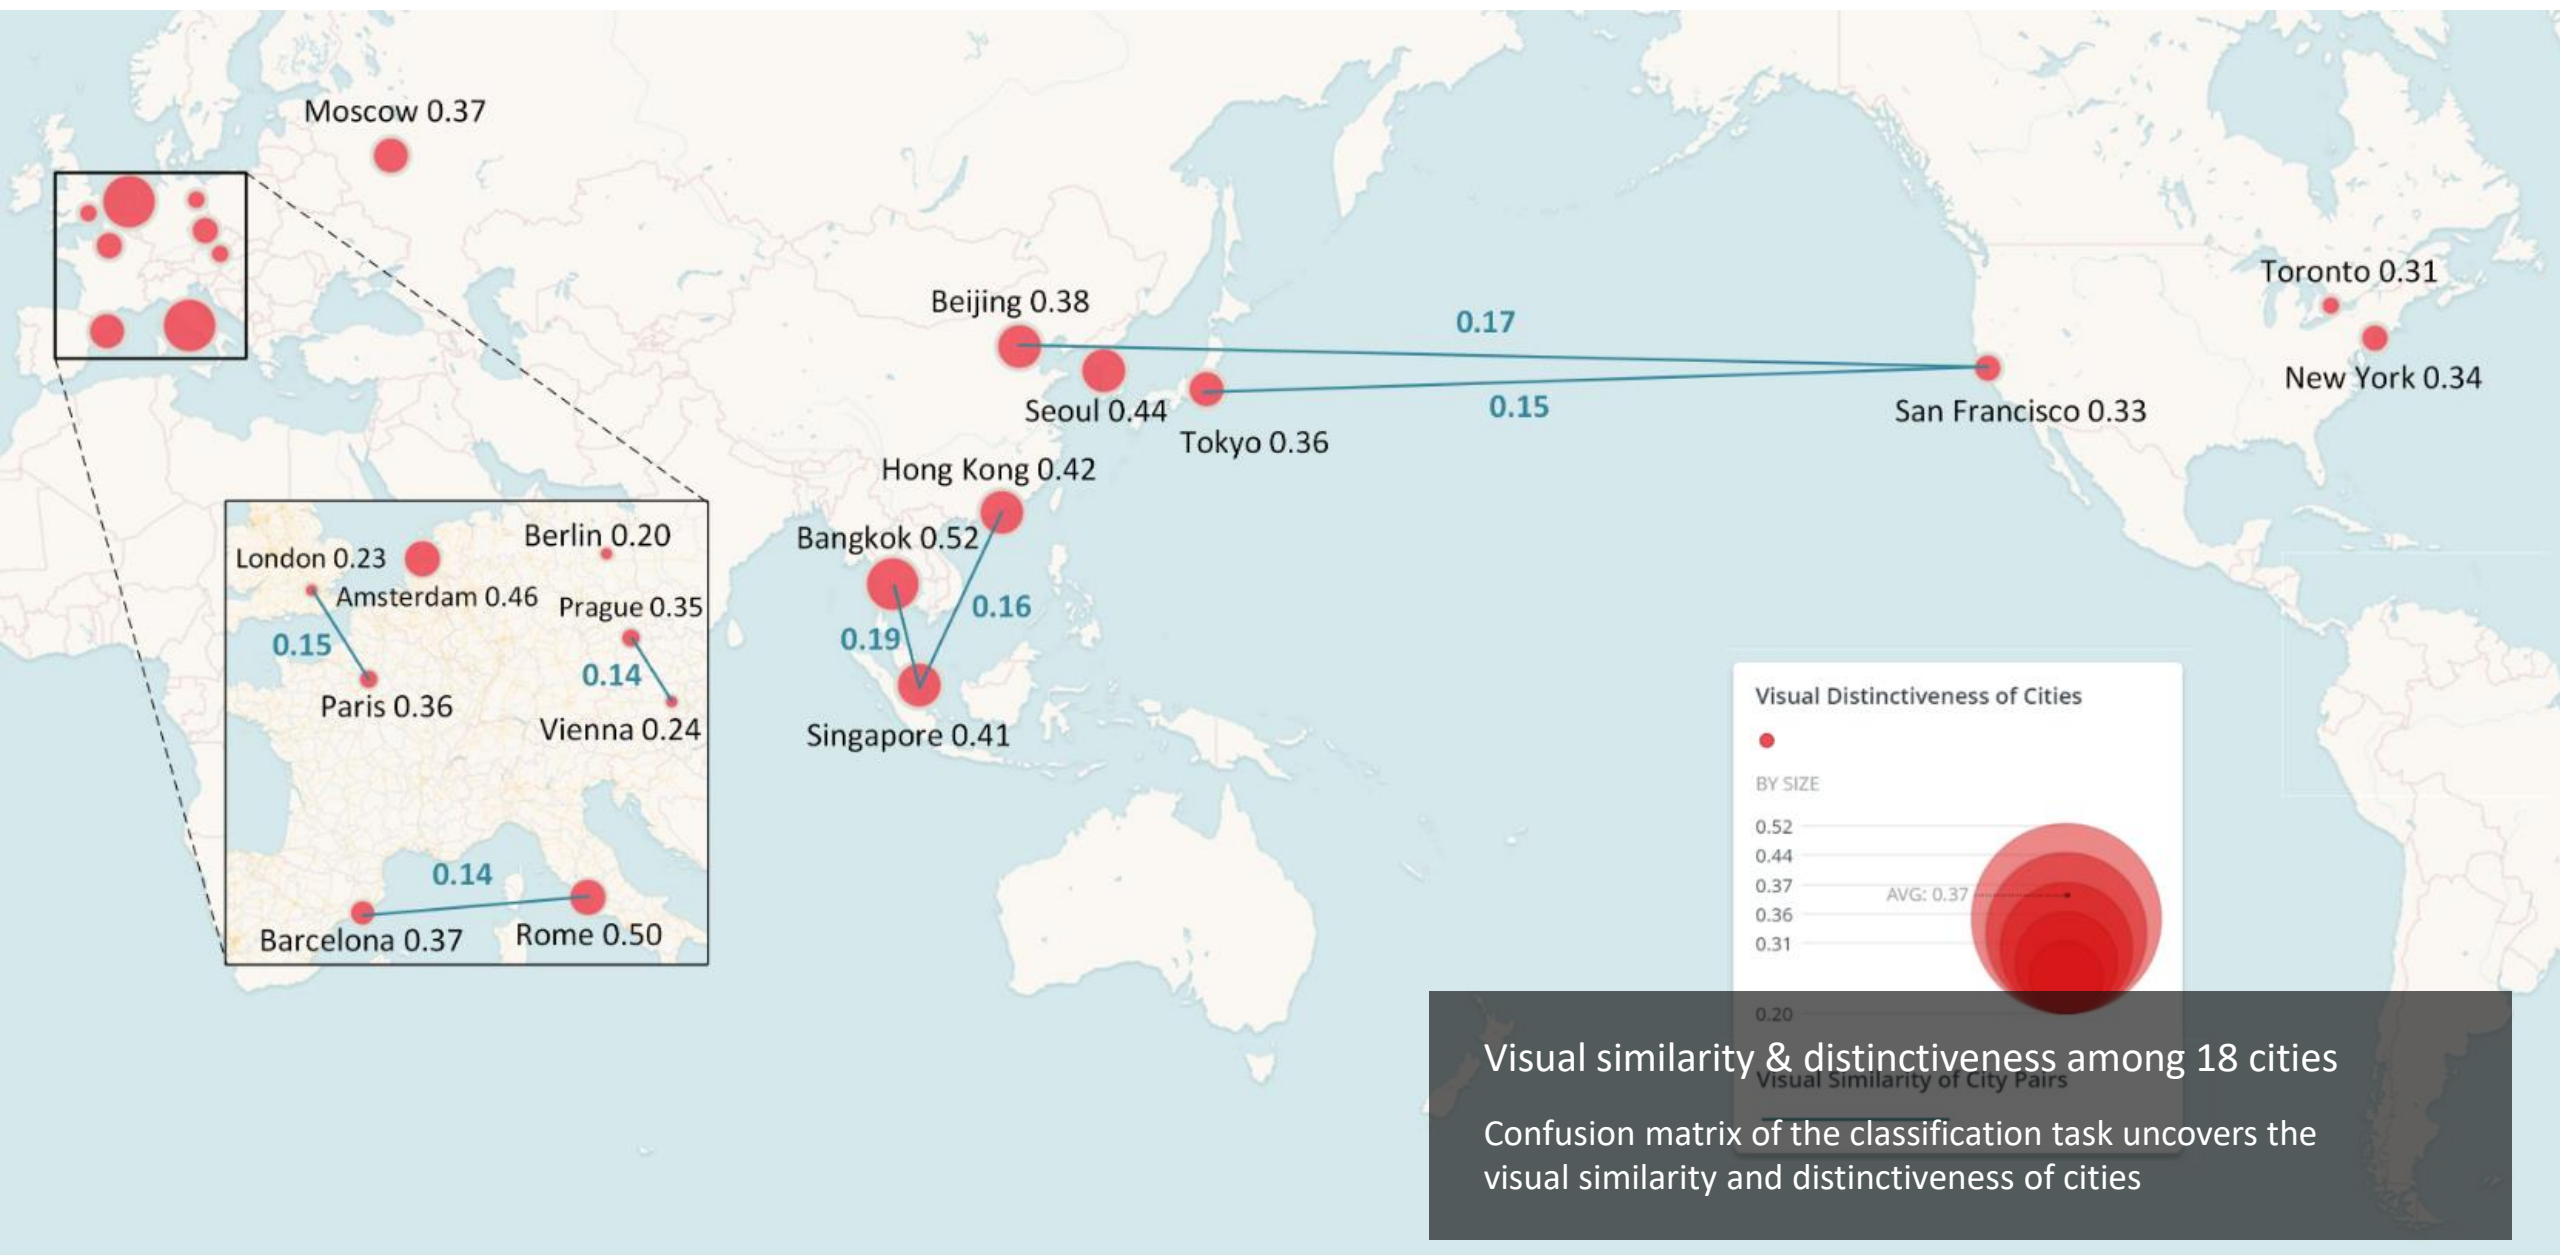 Moscow 0.37
Beijing 0.38
Seoul 0.44
Tokyo 0.36
0.17
0.15
San Francisco 0.33
Toronto 0.31
New York 0.34
Hong Kong 0.42
Bangkok 0.52
0.16
0.19
Singapore 0.41
London 0.23
Amsterdam 0.46
Berlin 0.20
Prague 0.35
0.15
0.14
Paris 0.36
Vienna 0.24
0.14
Barcelona 0.37
Rome 0.50
Visual Distinctiveness of Cities
BY SIZE
0.52
0.44
0.37
AVG: 0.37
0.36
0.31
0.20
Visual similarity & distinctiveness among 18 cities
Visual Similarity of City Pairs
Confusion matrix of the classification task uncovers the
visual similarity and distinctiveness of cities